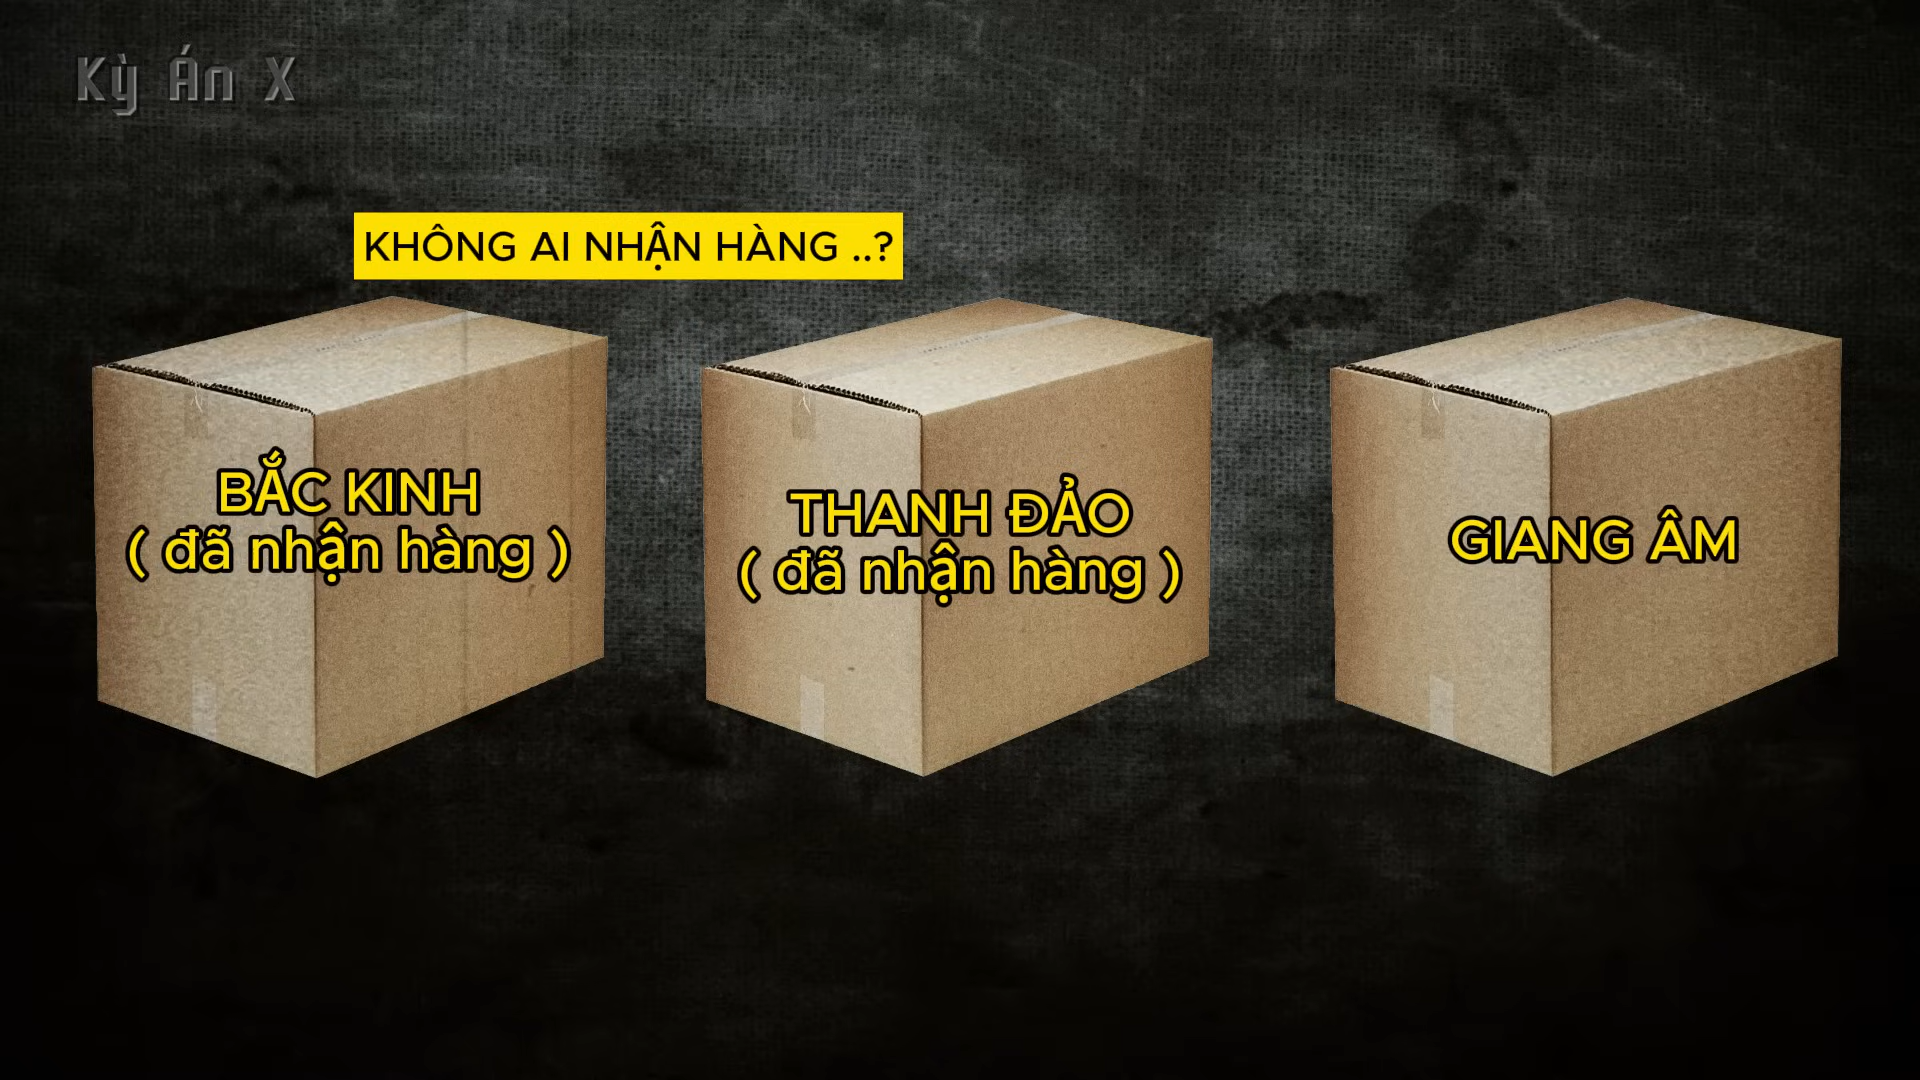 Kỳ Án X
KHÔNG AI NHẬN HÀNG ..?
BẮC KINH
( đã nhận hàng )
THANH ĐẢO
( đã nhận hàng )
GIANG ÂM